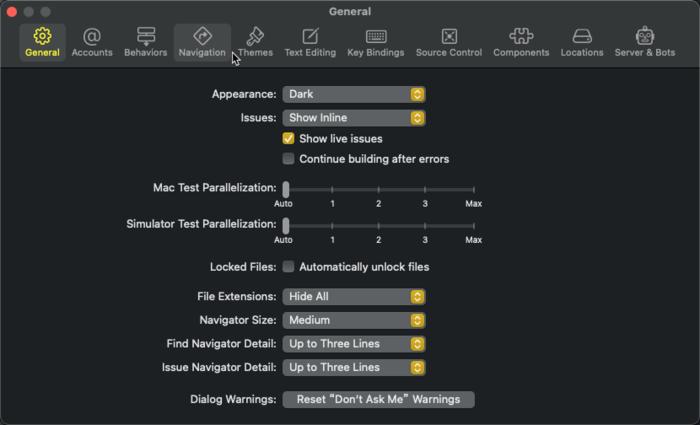 General
General Accounts Behaviors Navigation Themes Text Editing Key Bindings Source Control Components Locations Server & Bots
Appearance: Dark
Issues: Show Inline
Show live issues
Continue building after errors
Mac Test Parallelization:
Auto 1 2 3 Max
Simulator Test Parallelization:
Auto 1 2 3 Max
Locked Files: Automatically unlock files
File Extensions: Hide All
Navigator Size: Medium
Find Navigator Detail: Up to Three Lines
Issue Navigator Detail: Up to Three Lines
Dialog Warnings: Reset “Don’t Ask Me” Warnings